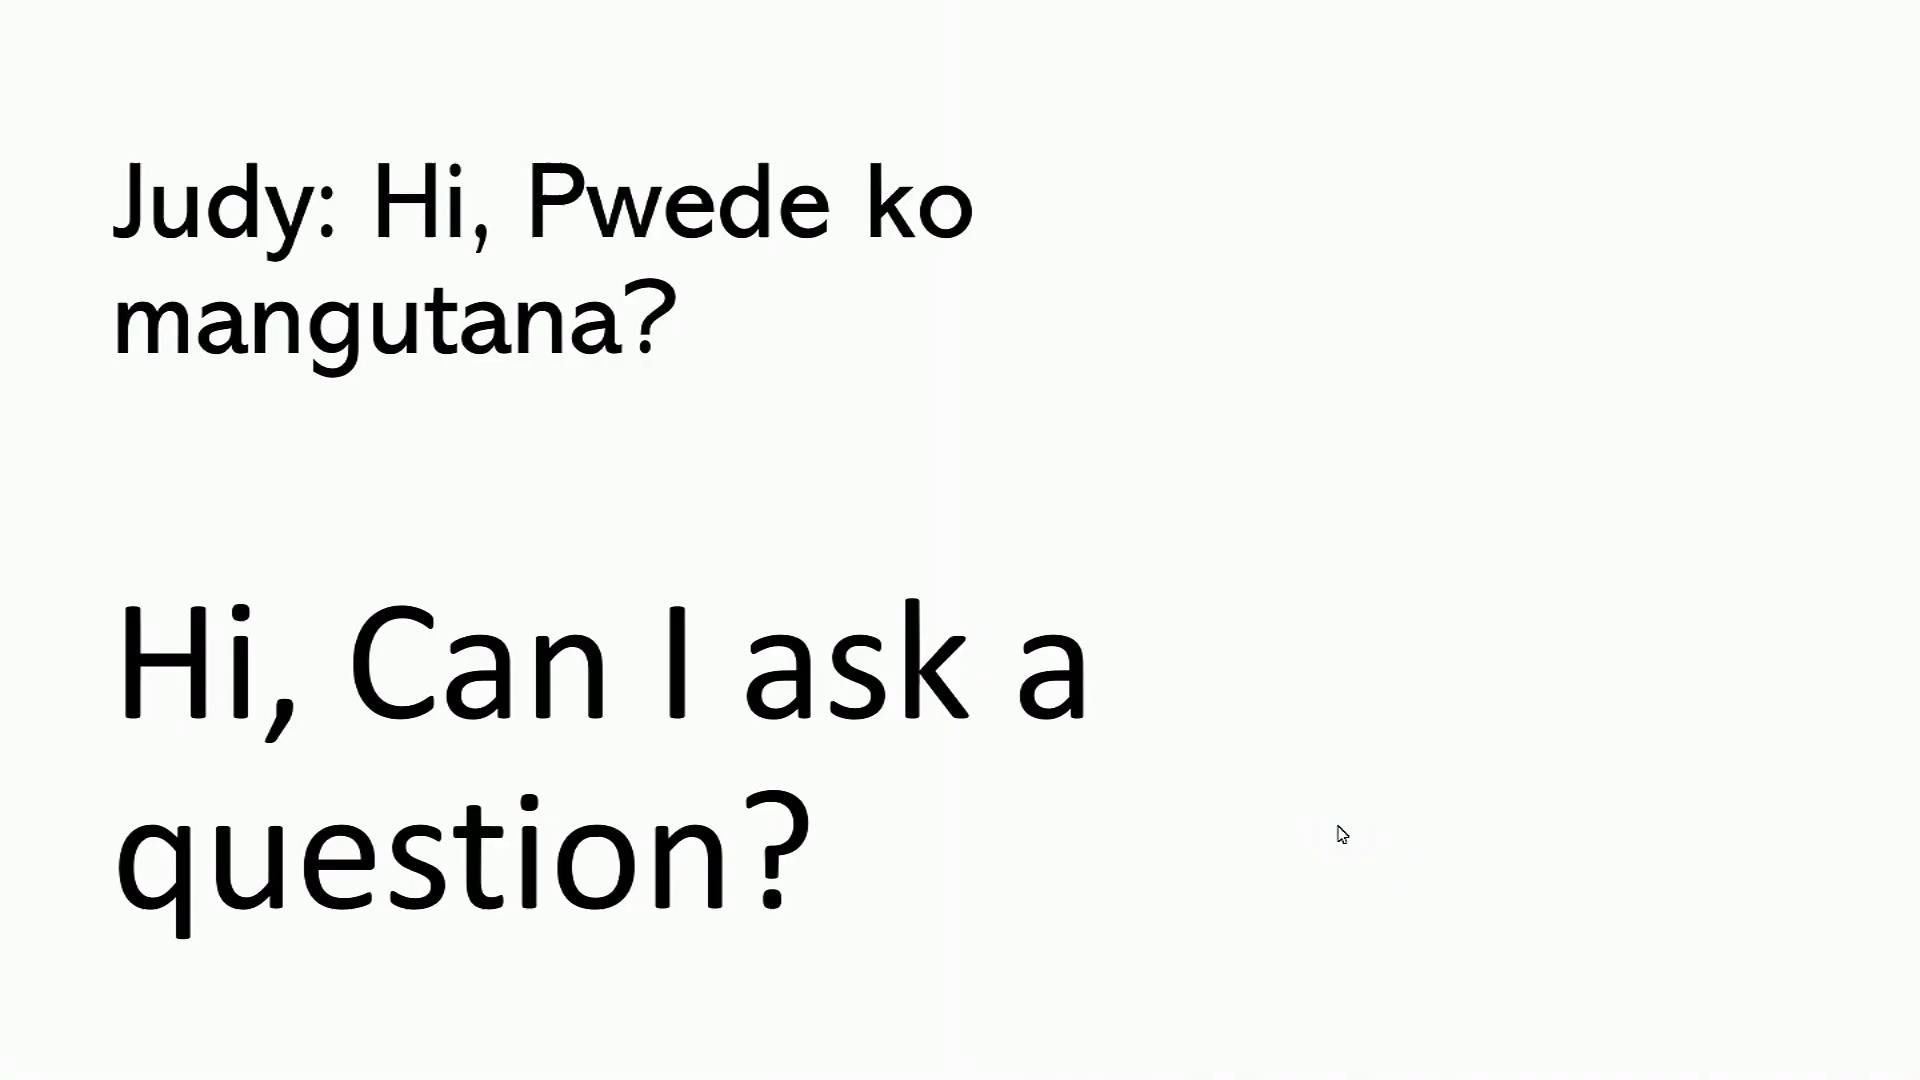 Judy: Hi, Pwede ko
mangutana?
Hi, Can I ask a
question?